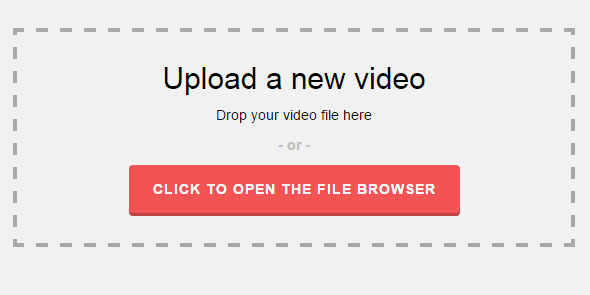 Upload a new video
Drop your video file here
- or -
CLICK TO OPEN THE FILE BROWSER